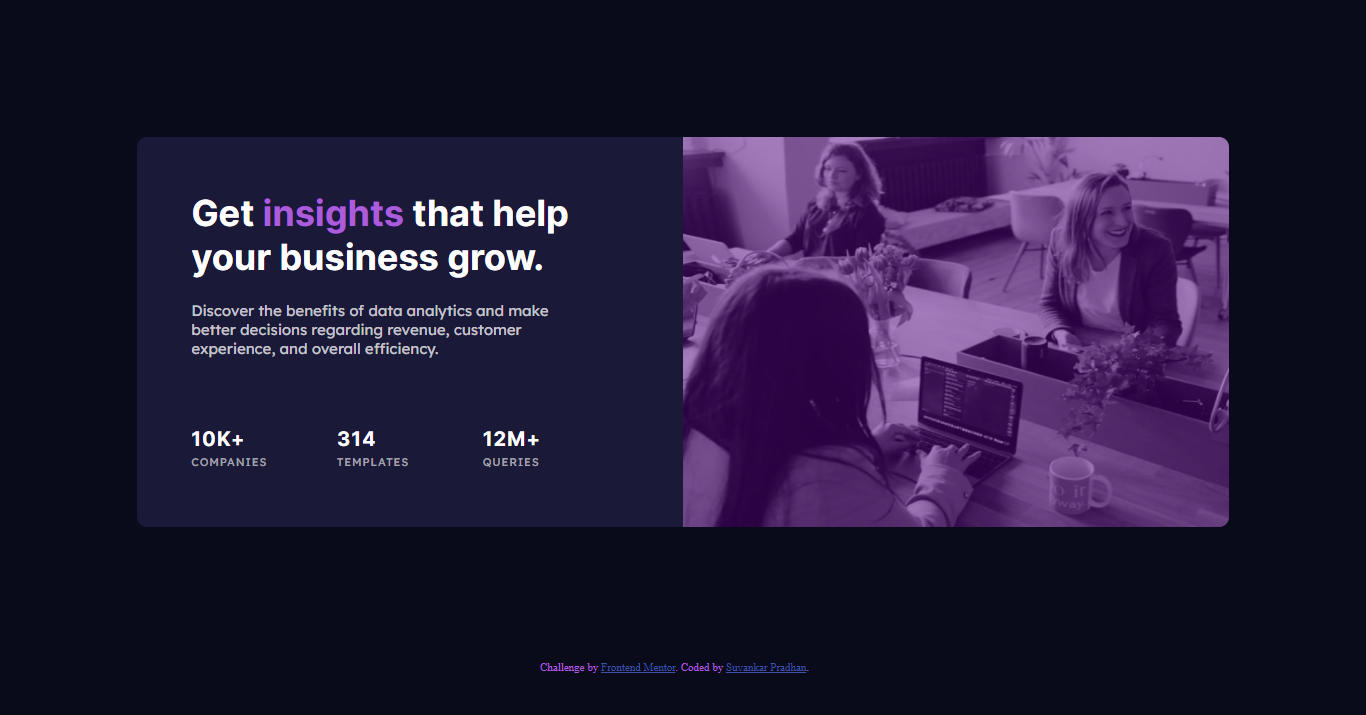 Get insights that help
your business grow.
Discover the benefits of data analytics and make
better decisions regarding revenue, customer
experience, and overall efficiency.
10K+ 314 12M+
COMPANIES TEMPLATES QUERIES
Challenge by Frontend Mentor. Coded by Suvankar Pradhan.